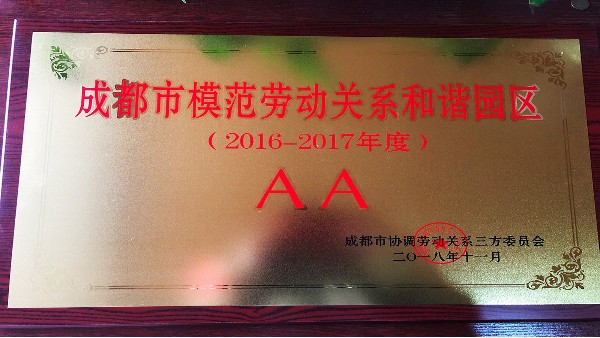 成都市模范劳动关系和谐园区
（2016-2017年度）
AA
成都市协调劳动关系三方委员会
二〇一八年十一月